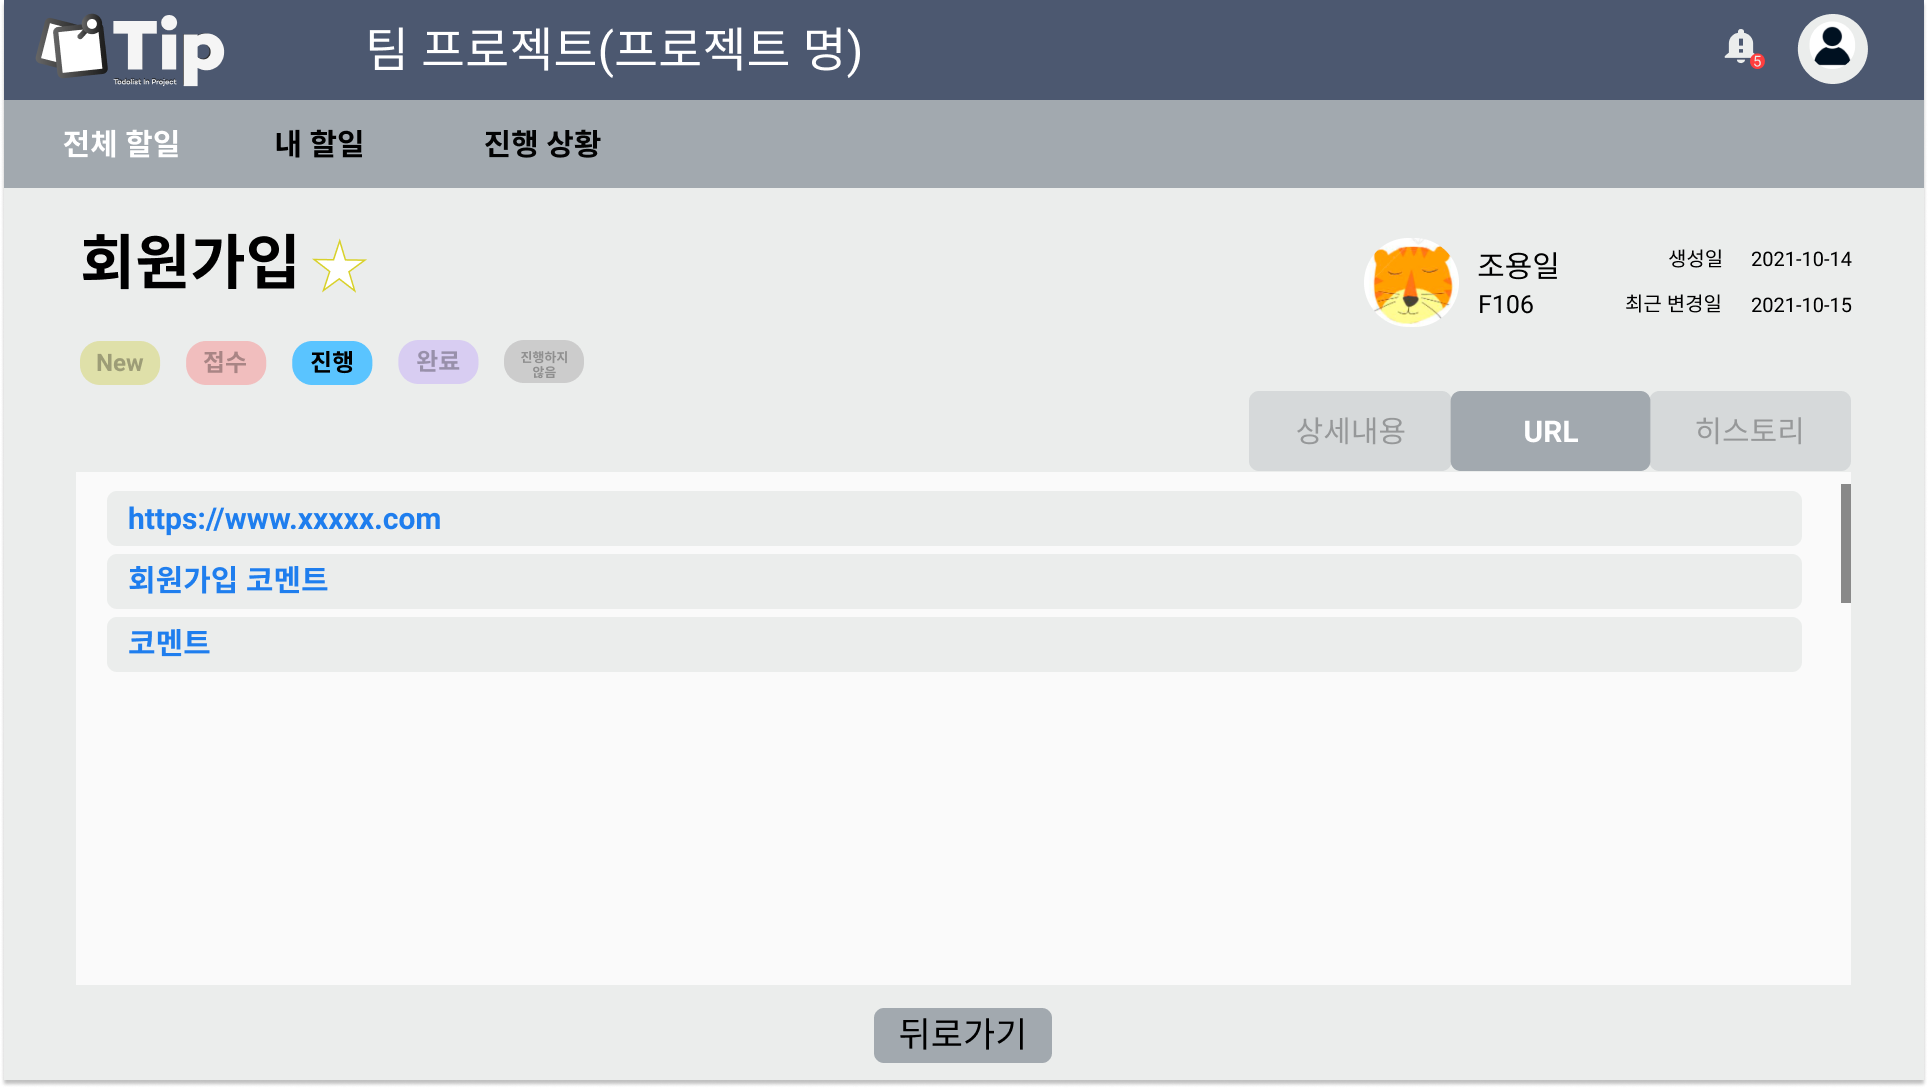 Tip
Todolist In Project
팀 프로젝트(프로젝트 명)
5
전체 할일
내 할일
진행 상황
회원가입
조용일
F106
생성일 2021-10-14
최근 변경일 2021-10-15
New
접수
진행
완료
진행하지
않음
상세내용
URL
히스토리
https://www.xxxxx.com
회원가입 코멘트
코멘트
뒤로가기